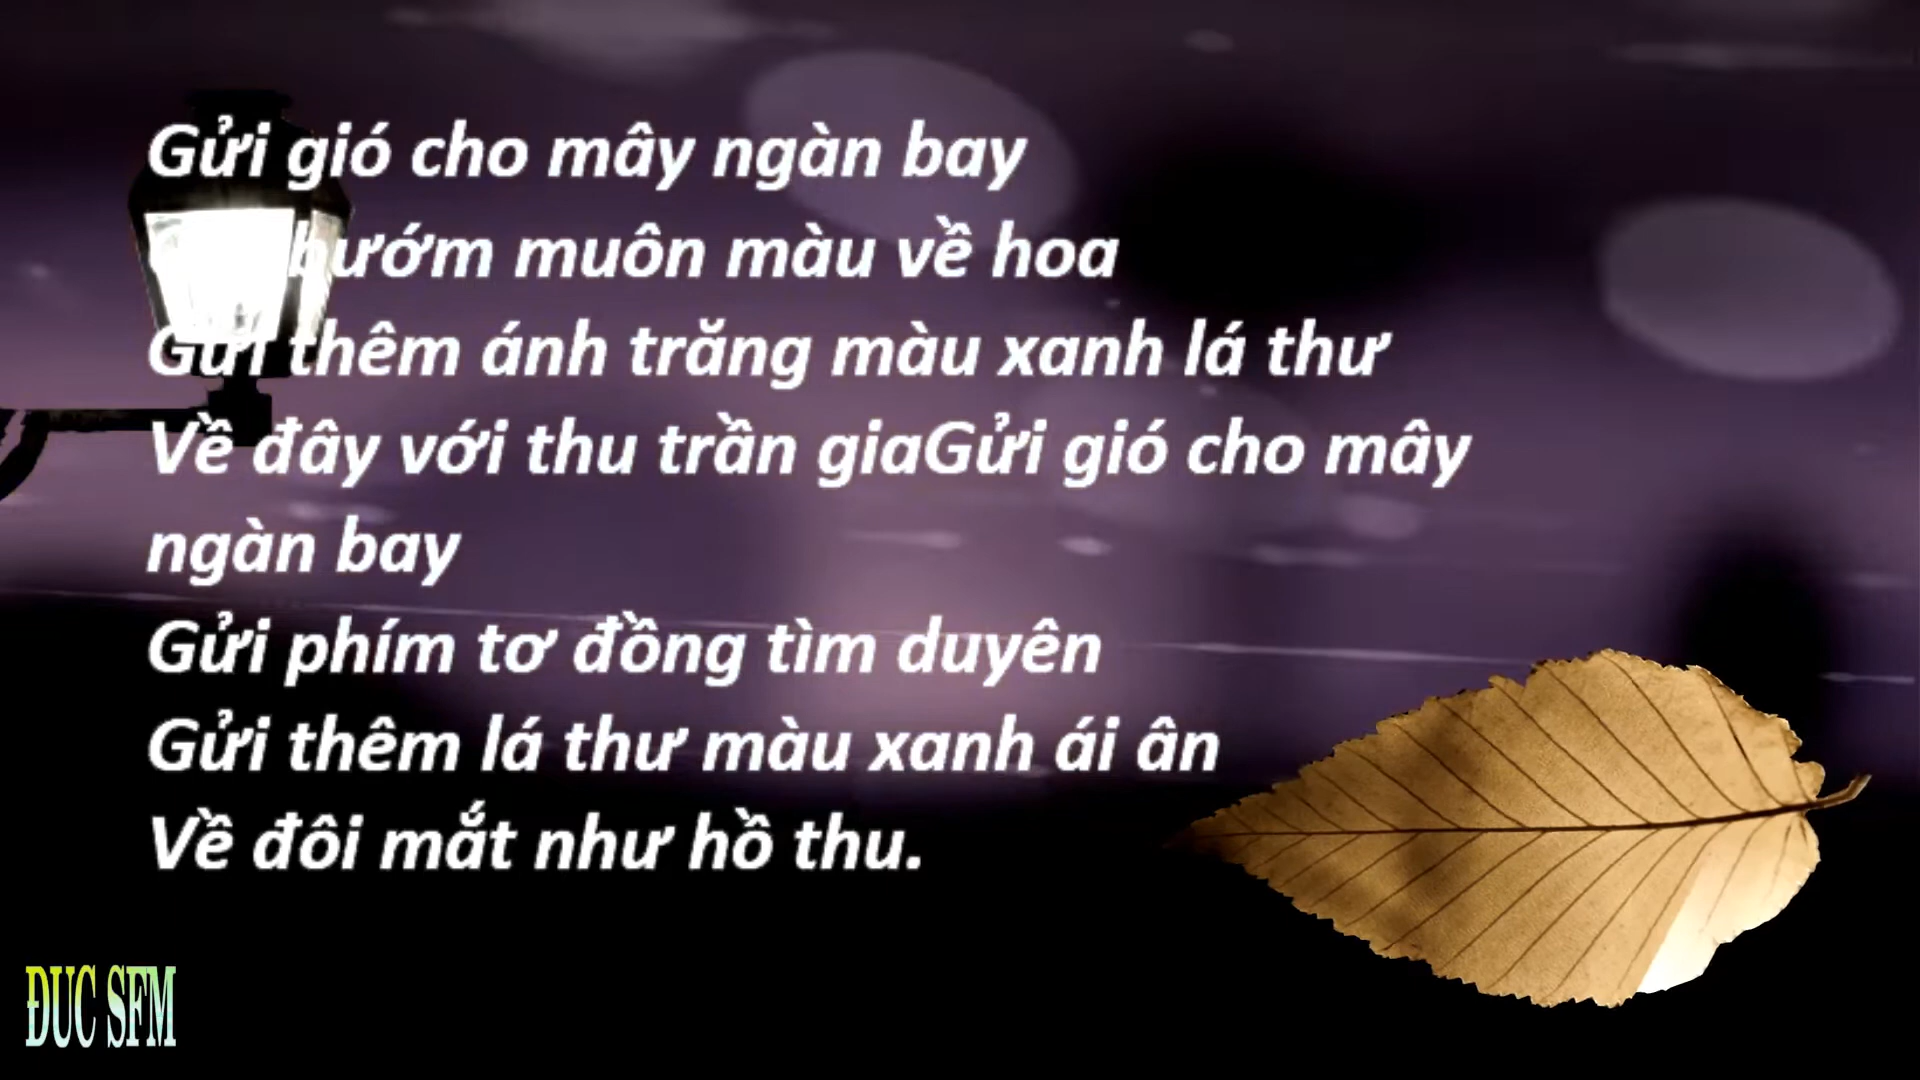 Gửi gió cho mây ngàn bay
bướm muôn màu về hoa
Gửi thêm ánh trăng màu xanh lá thư
Về đây với thu trần giaGửi gió cho mây
ngàn bay
Gửi phím tơ đồng tìm duyên
Gửi thêm lá thư màu xanh ái ân
Về đôi mắt như hồ thu.
ĐUC SFM